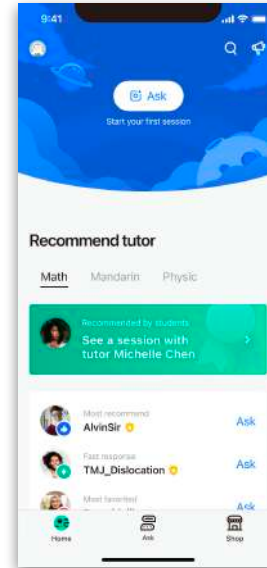 9:41
Ask
Start your first session
Recommend tutor
Math Mandarin Physic
Recommended by students
See a session with
tutor Michelle Chen
Most recommend
AlvinSir
Ask
Fast response
TMJ_Dislocation
Ask
Most favorited
Ask
Home Ask Shop